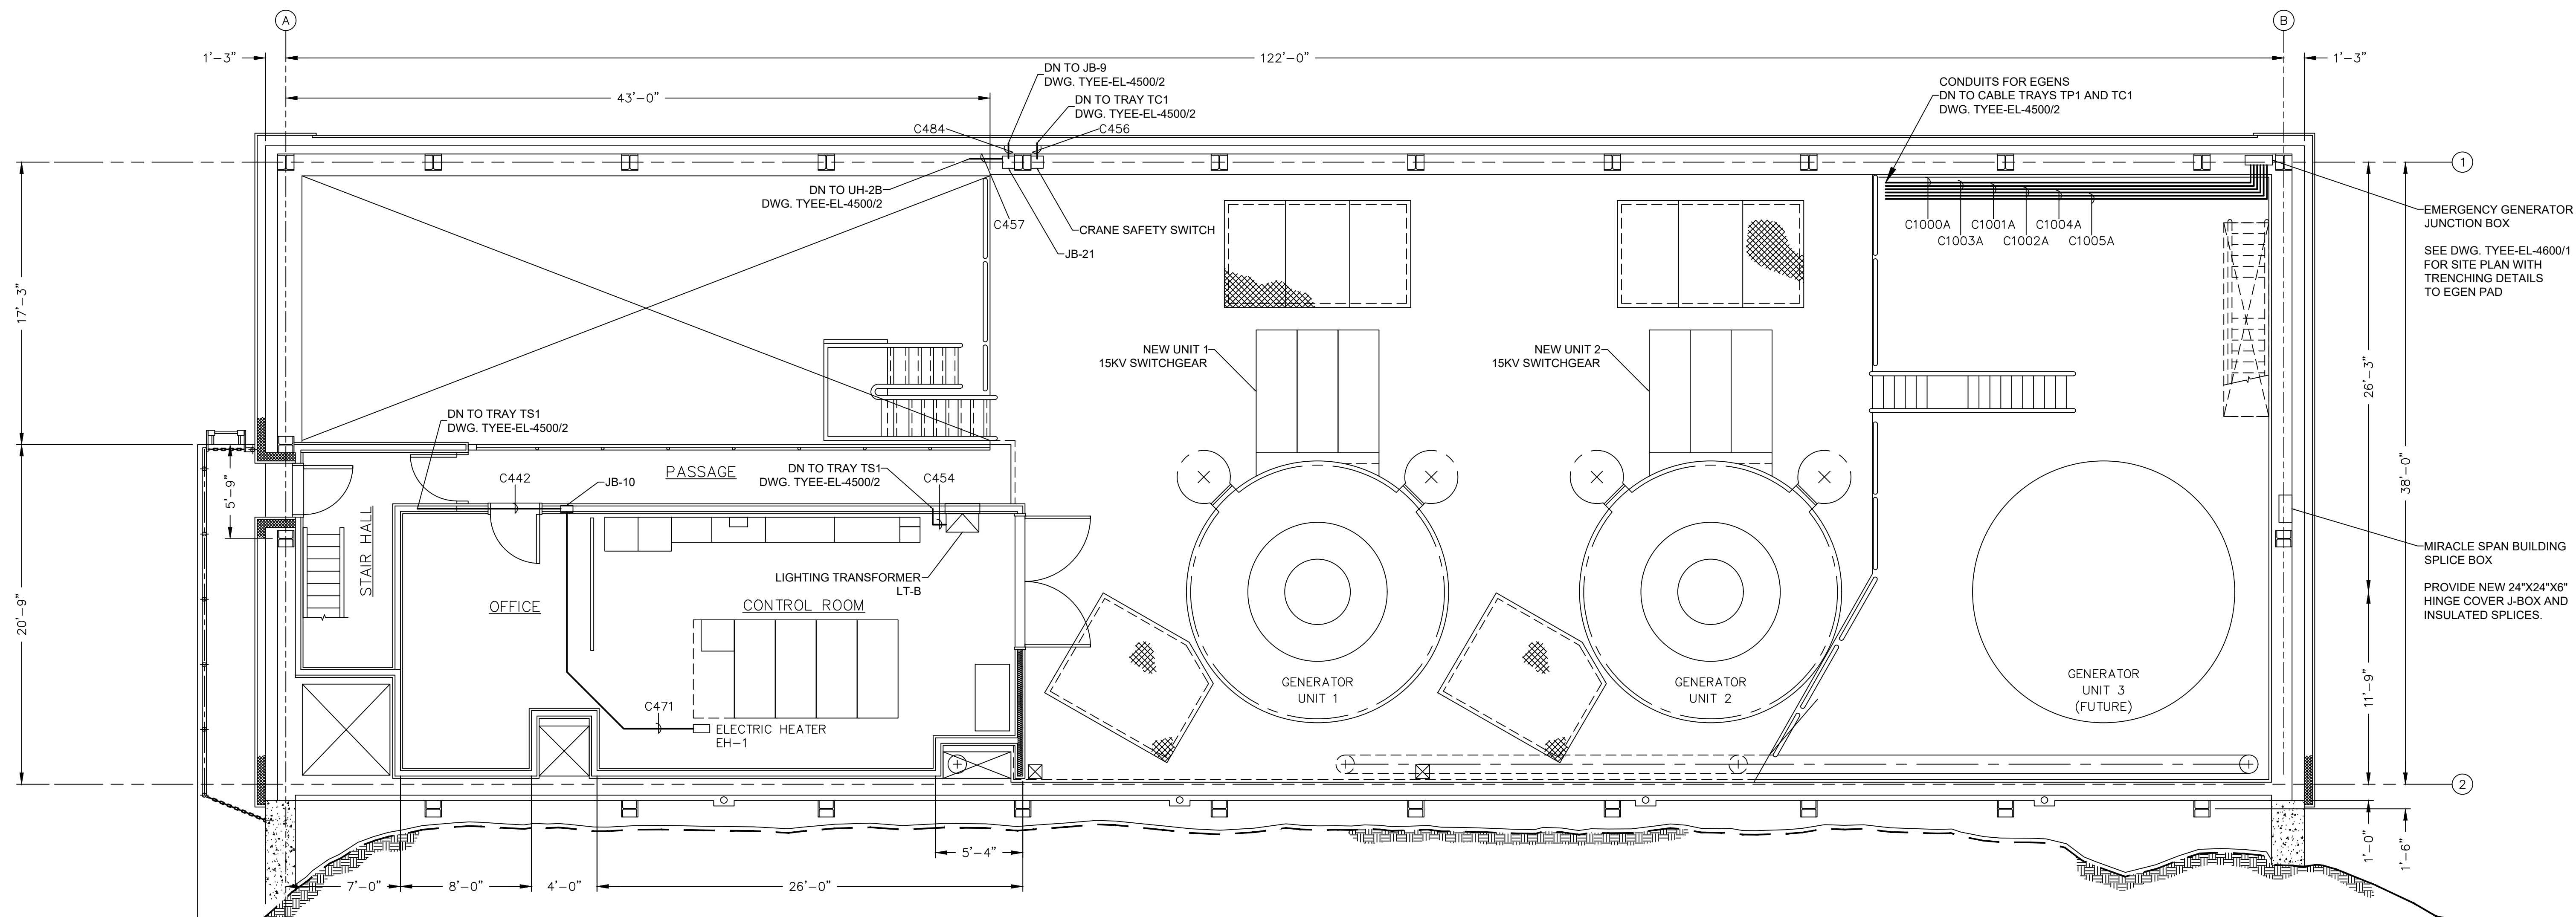 A
B
1'-3"
122'-0"
1'-3"
43'-0"
DN TO JB-9
DWG. TYEE-EL-4500/2
DN TO TRAY TC1
DWG. TYEE-EL-4500/2
C484
C456
CONDUITS FOR EGENS
DN TO CABLE TRAYS TP1 AND TC1
DWG. TYEE-EL-4500/2
1
DN TO UH-2B
DWG. TYEE-EL-4500/2
C457
CRANE SAFETY SWITCH
JB-21
C1000A
C1001A
C1004A
C1003A
C1002A
C1005A
EMERGENCY GENERATOR
JUNCTION BOX
SEE DWG. TYEE-EL-4600/1
FOR SITE PLAN WITH
TRENCHING DETAILS
TO EGEN PAD
17'-3"
NEW UNIT 1
15KV SWITCHGEAR
NEW UNIT 2
15KV SWITCHGEAR
26'-3"
38'-0"
DN TO TRAY TS1
DWG. TYEE-EL-4500/2
PASSAGE
DN TO TRAY TS1
DWG. TYEE-EL-4500/2
C442
JB-10
C454
5'-9"
STAIR HALL
OFFICE
LIGHTING TRANSFORMER
LT-B
CONTROL ROOM
MIRACLE SPAN BUILDING
SPLICE BOX
PROVIDE NEW 24"X24"X6"
HINGE COVER J-BOX AND
INSULATED SPLICES.
20'-9"
C471
ELECTRIC HEATER
EH-1
GENERATOR
UNIT 1
GENERATOR
UNIT 2
GENERATOR
UNIT 3
(FUTURE)
11'-9"
2
5'-4"
1'-0"
1'-6"
7'-0"
8'-0"
4'-0"
26'-0"